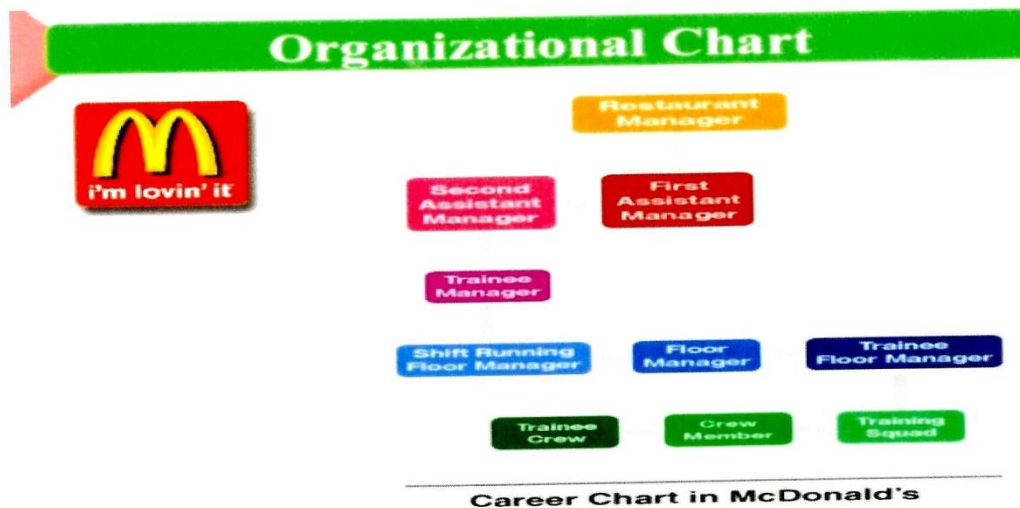 Organizational Chart
i'm lovin' it
Restaurant
Manager
Second
Assistant
Manager
First
Assistant
Manager
Trainee
Manager
Shift Running
Floor Manager
Floor
Manager
Trainee
Floor Manager
Trainee
Crew
Crew
Member
Training
Squad
Career Chart in McDonald's